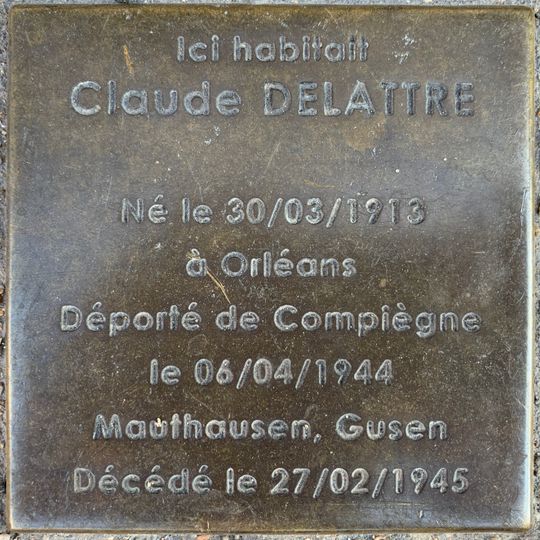 Ici habitait
Claude DELATTRE
Né le 30/03/1913
à Orléans
Déporté de Compiègne
le 06/04/1944
Mauthausen, Gusen
Décédé le 27/02/1945